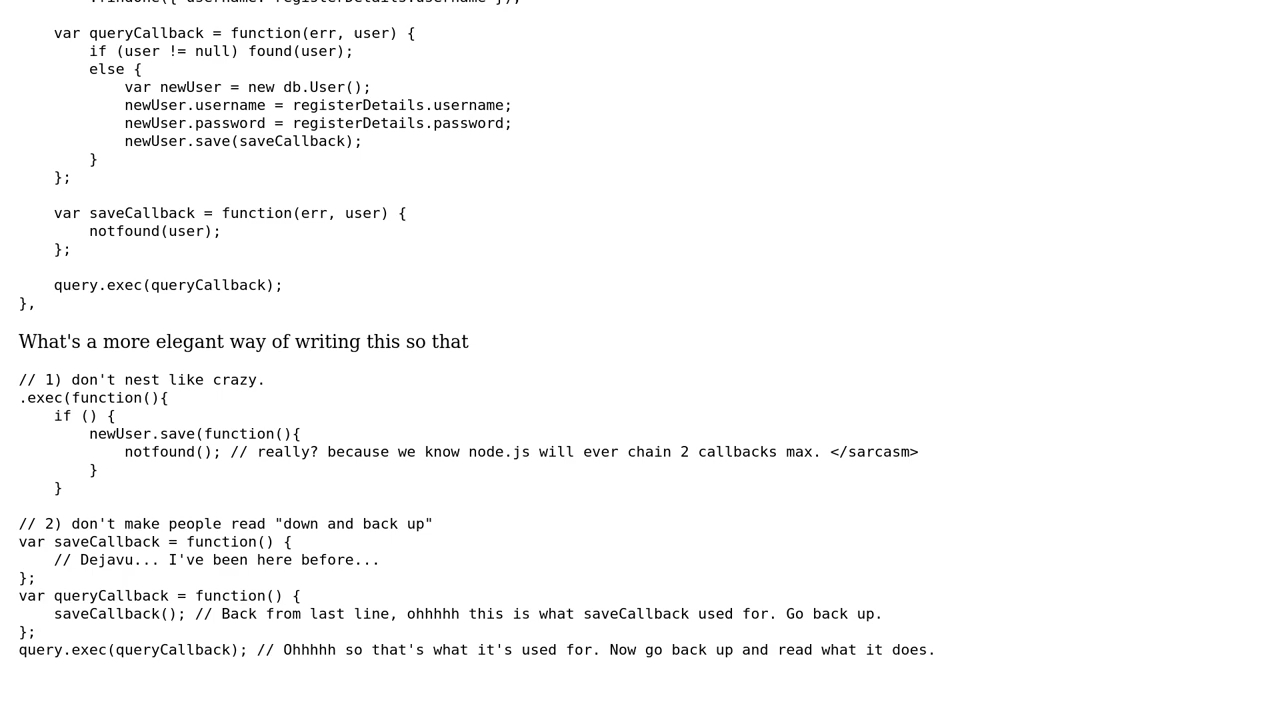 .findOne({ username: registerDetails.username });
    var queryCallback = function(err, user) {
        if (user != null) found(user);
        else {
            var newUser = new db.User();
            newUser.username = registerDetails.username;
            newUser.password = registerDetails.password;
            newUser.save(saveCallback);
        }
    };
    var saveCallback = function(err, user) {
        notfound(user);
    };
    query.exec(queryCallback);
},
What's a more elegant way of writing this so that
// 1) don't nest like crazy.
.exec(function(){
    if () {
        newUser.save(function(){
            notfound(); // really? because we know node.js will ever chain 2 callbacks max. </sarcasm>
        }
    }
// 2) don't make people read "down and back up"
var saveCallback = function() {
    // Dejavu... I've been here before...
};
var queryCallback = function() {
    saveCallback(); // Back from last line, ohhhhh this is what saveCallback used for. Go back up.
};
query.exec(queryCallback); // Ohhhhh so that's what it's used for. Now go back up and read what it does.